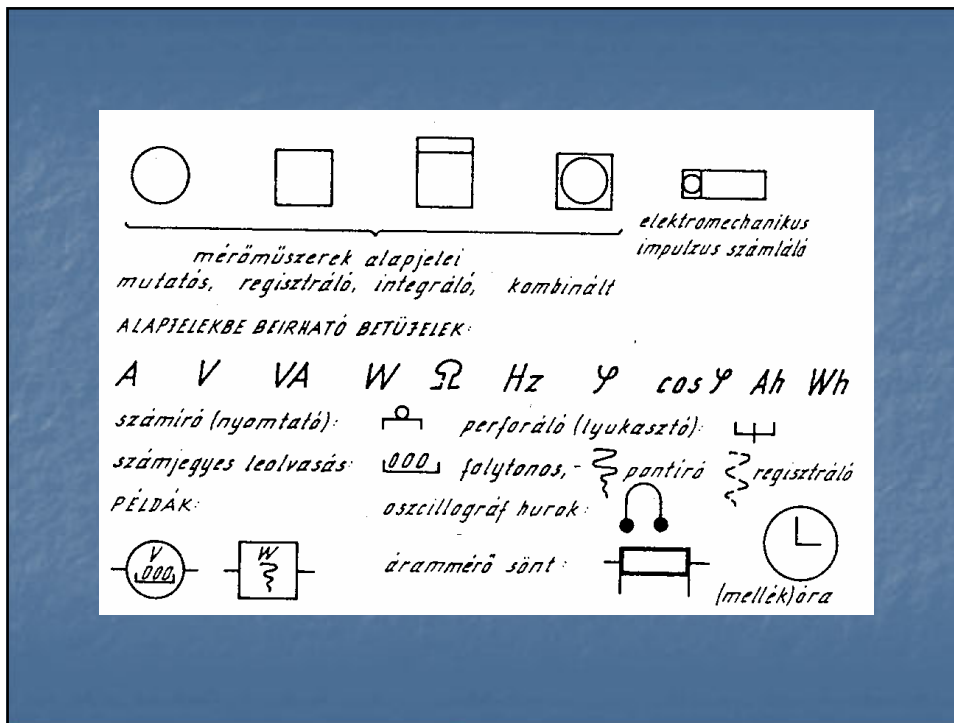 elektromechanikus
impulzus számláló
mérőműszerek alapjelei
mutatós, regisztráló, integráló, kombinált
ALAPJELEKBE BEIRHATÓ BETŰJELEK:
A V VA W Ω Hz φ cos φ Ah Wh
számíró (nyomtató): perforáló (lyukasztó):
számjegyes leolvasás: 000 folytonos,- pontíró regisztráló
PÉLDÁK: oszcillográf hurok:
V
000
W
árammérő sönt:
(mellék)óra